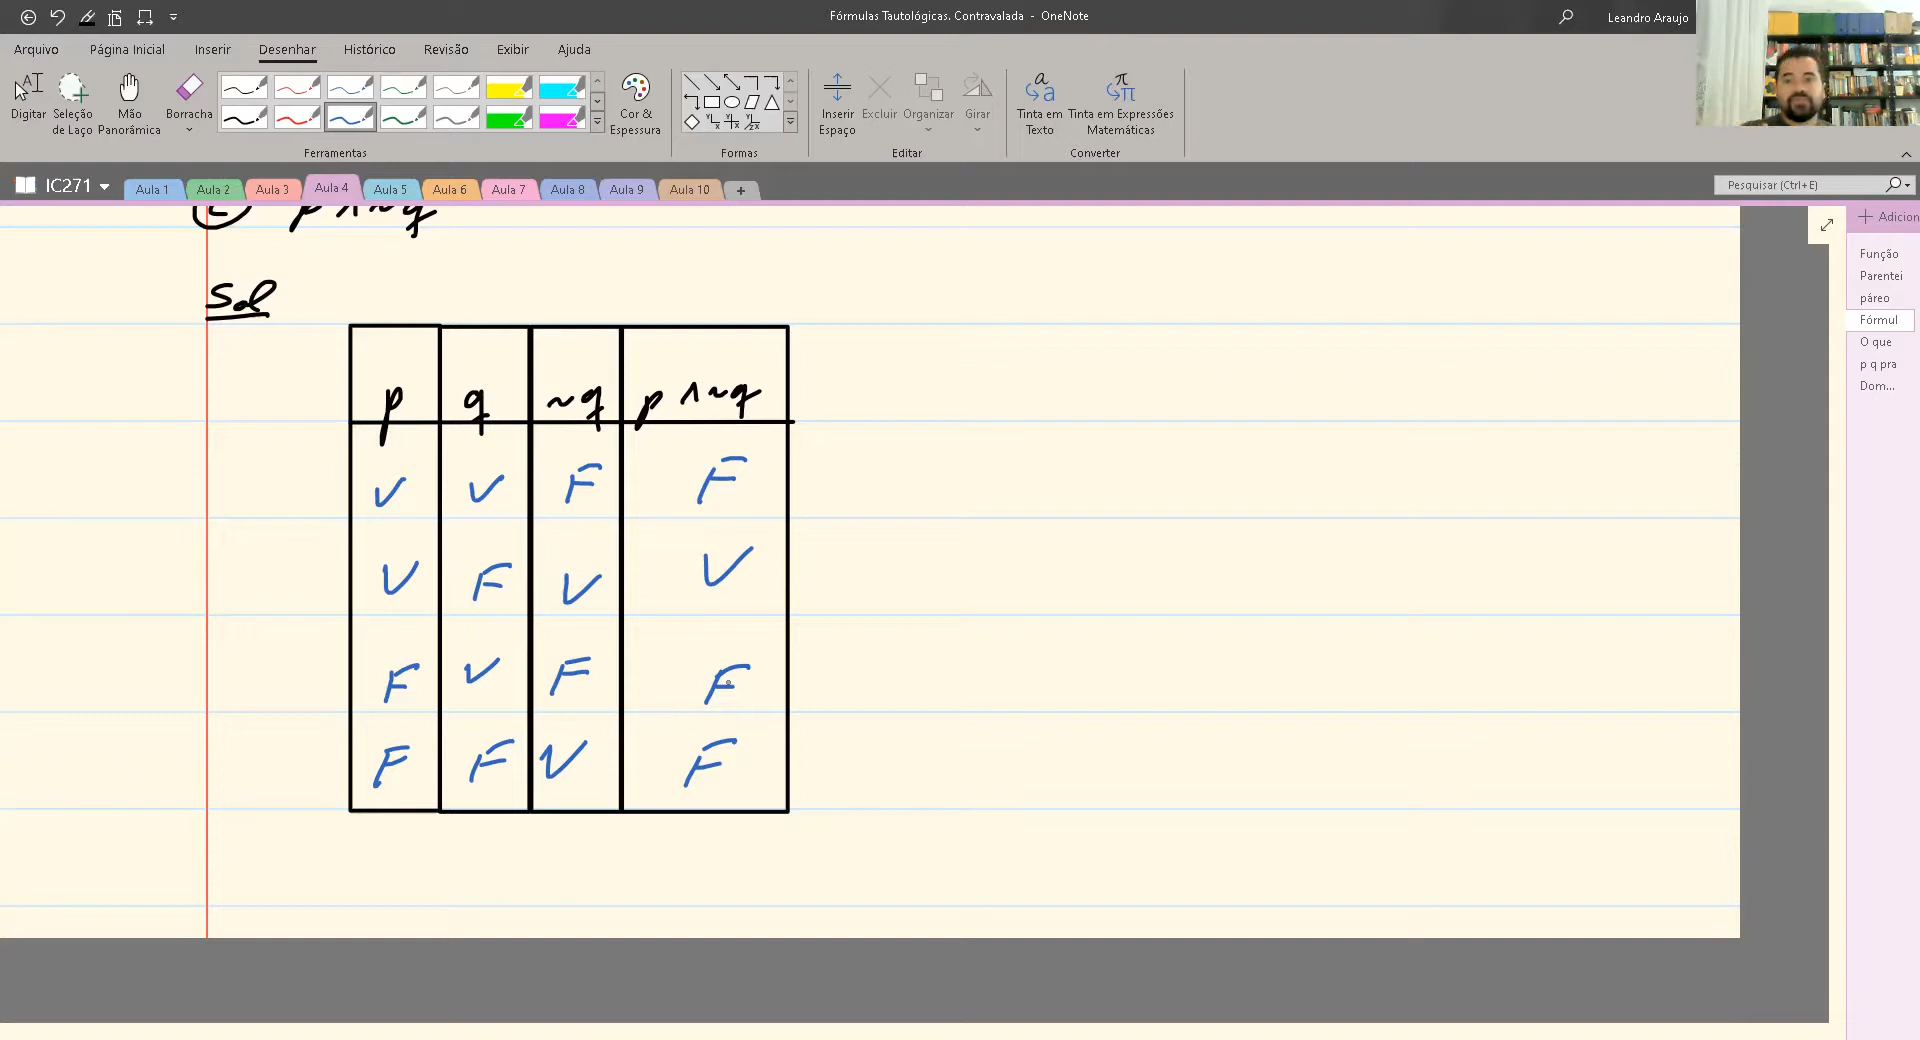 Fórmulas Tautológicas. Contravalada - OneNote
Leandro Araujo
Arquivo Página Inicial Inserir Desenhar Histórico Revisão Exibir Ajuda
Digitar Seleção de Laço Mão Panorâmica Borracha Cor & Espessura Inserir Espaço Excluir Organizar Girar Tinta em Texto Tinta em Expressões Matemáticas
Ferramentas Formas Editar Converter
IC271 Aula 1 Aula 2 Aula 3 Aula 4 Aula 5 Aula 6 Aula 7 Aula 8 Aula 9 Aula 10 +
Pesquisar (Ctrl+E)
p ∧ ~q
Sol
p q ~q p ∧ ~q
V V F F
V F V V
F V F F
F F V F
Adicion
Função
Parentei
páreo
Fórmul
O que
p q pra
Dom...